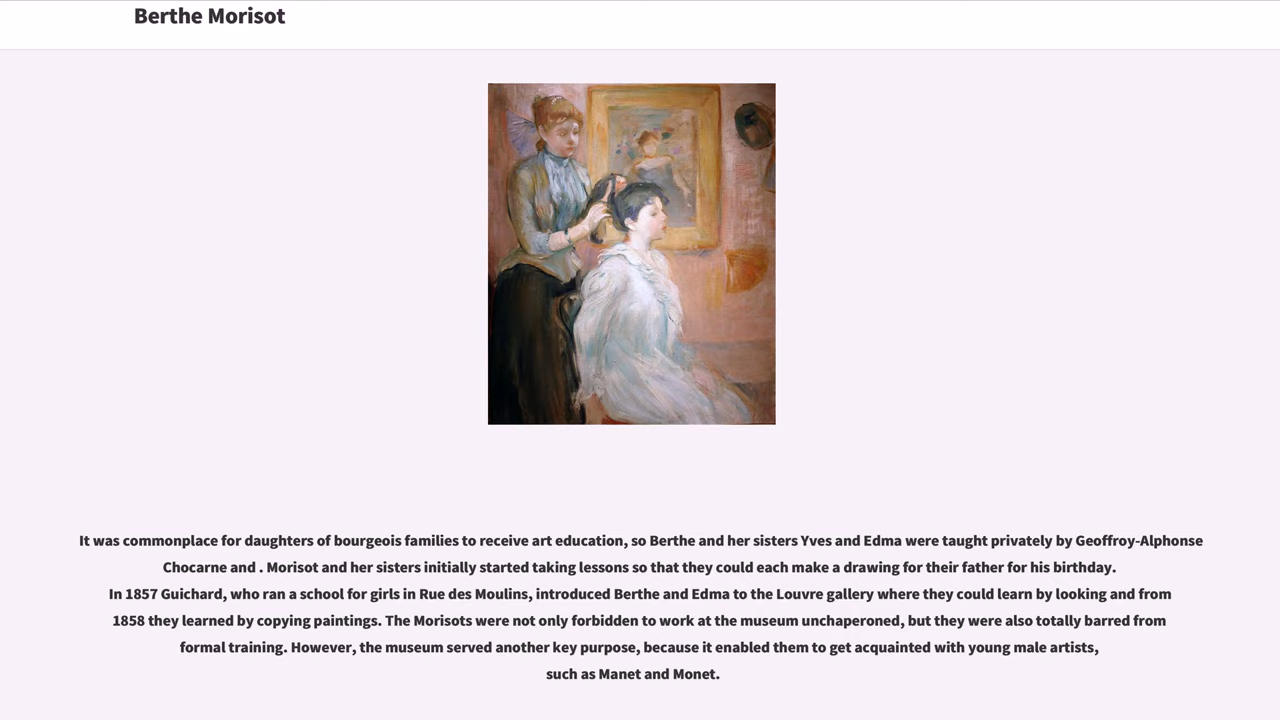 Berthe Morisot
It was commonplace for daughters of bourgeois families to receive art education, so Berthe and her sisters Yves and Edma were taught privately by Geoffroy-Alphonse
Chocarne and . Morisot and her sisters initially started taking lessons so that they could each make a drawing for their father for his birthday.
In 1857 Guichard, who ran a school for girls in Rue des Moulins, introduced Berthe and Edma to the Louvre gallery where they could learn by looking and from
1858 they learned by copying paintings. The Morisots were not only forbidden to work at the museum unchaperoned, but they were also totally barred from
formal training. However, the museum served another key purpose, because it enabled them to get acquainted with young male artists,
such as Manet and Monet.